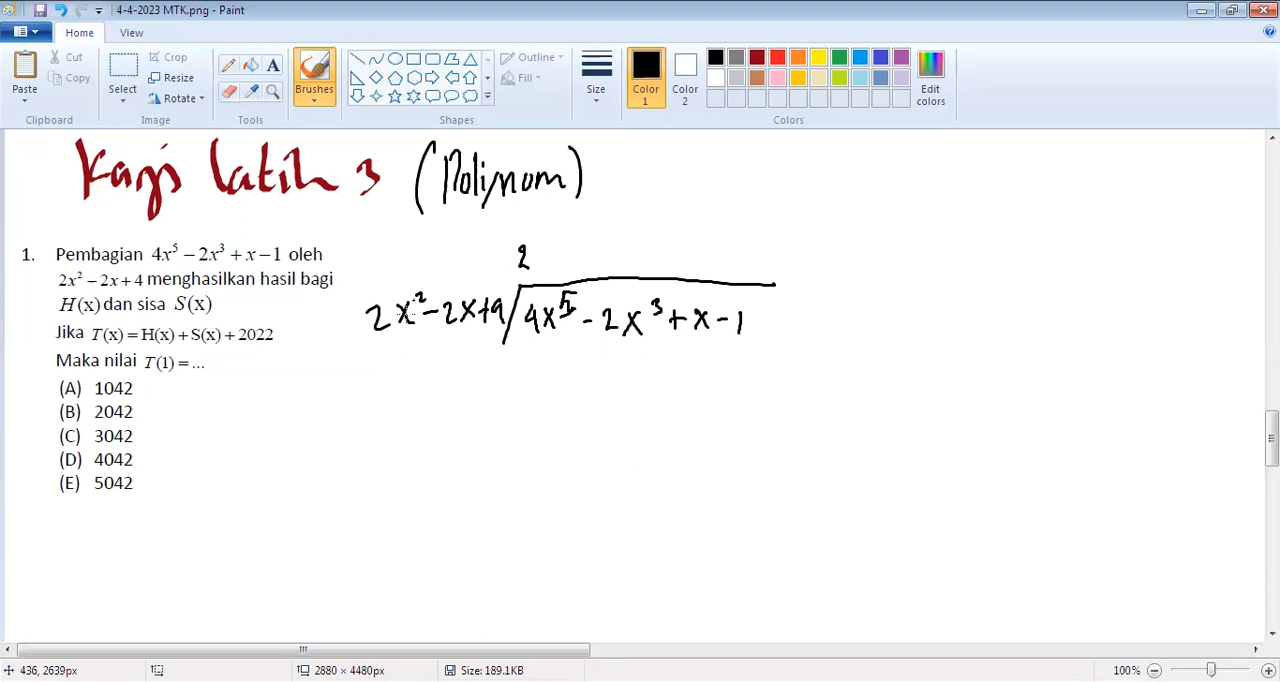 4-4-2023 MTK.png - Paint
Home View
Paste Cut Copy Select Crop Resize Rotate Brushes Outline Fill Size Color 1 Color 2 Edit colors
Clipboard Image Tools Shapes Colors
Kaji latih 3 (Polinom)
1. Pembagian 4x⁵ − 2x³ + x − 1 oleh
2x² − 2x + 4 menghasilkan hasil bagi
H(x) dan sisa S(x)
Jika T(x) = H(x) + S(x) + 2022
Maka nilai T(1) = ...
(A) 1042
(B) 2042
(C) 3042
(D) 4042
(E) 5042
2
2x² − 2x + 4 / 4x⁵ − 2x³ + x − 1
436, 2639px 2880 × 4480px Size: 189.1KB 100%